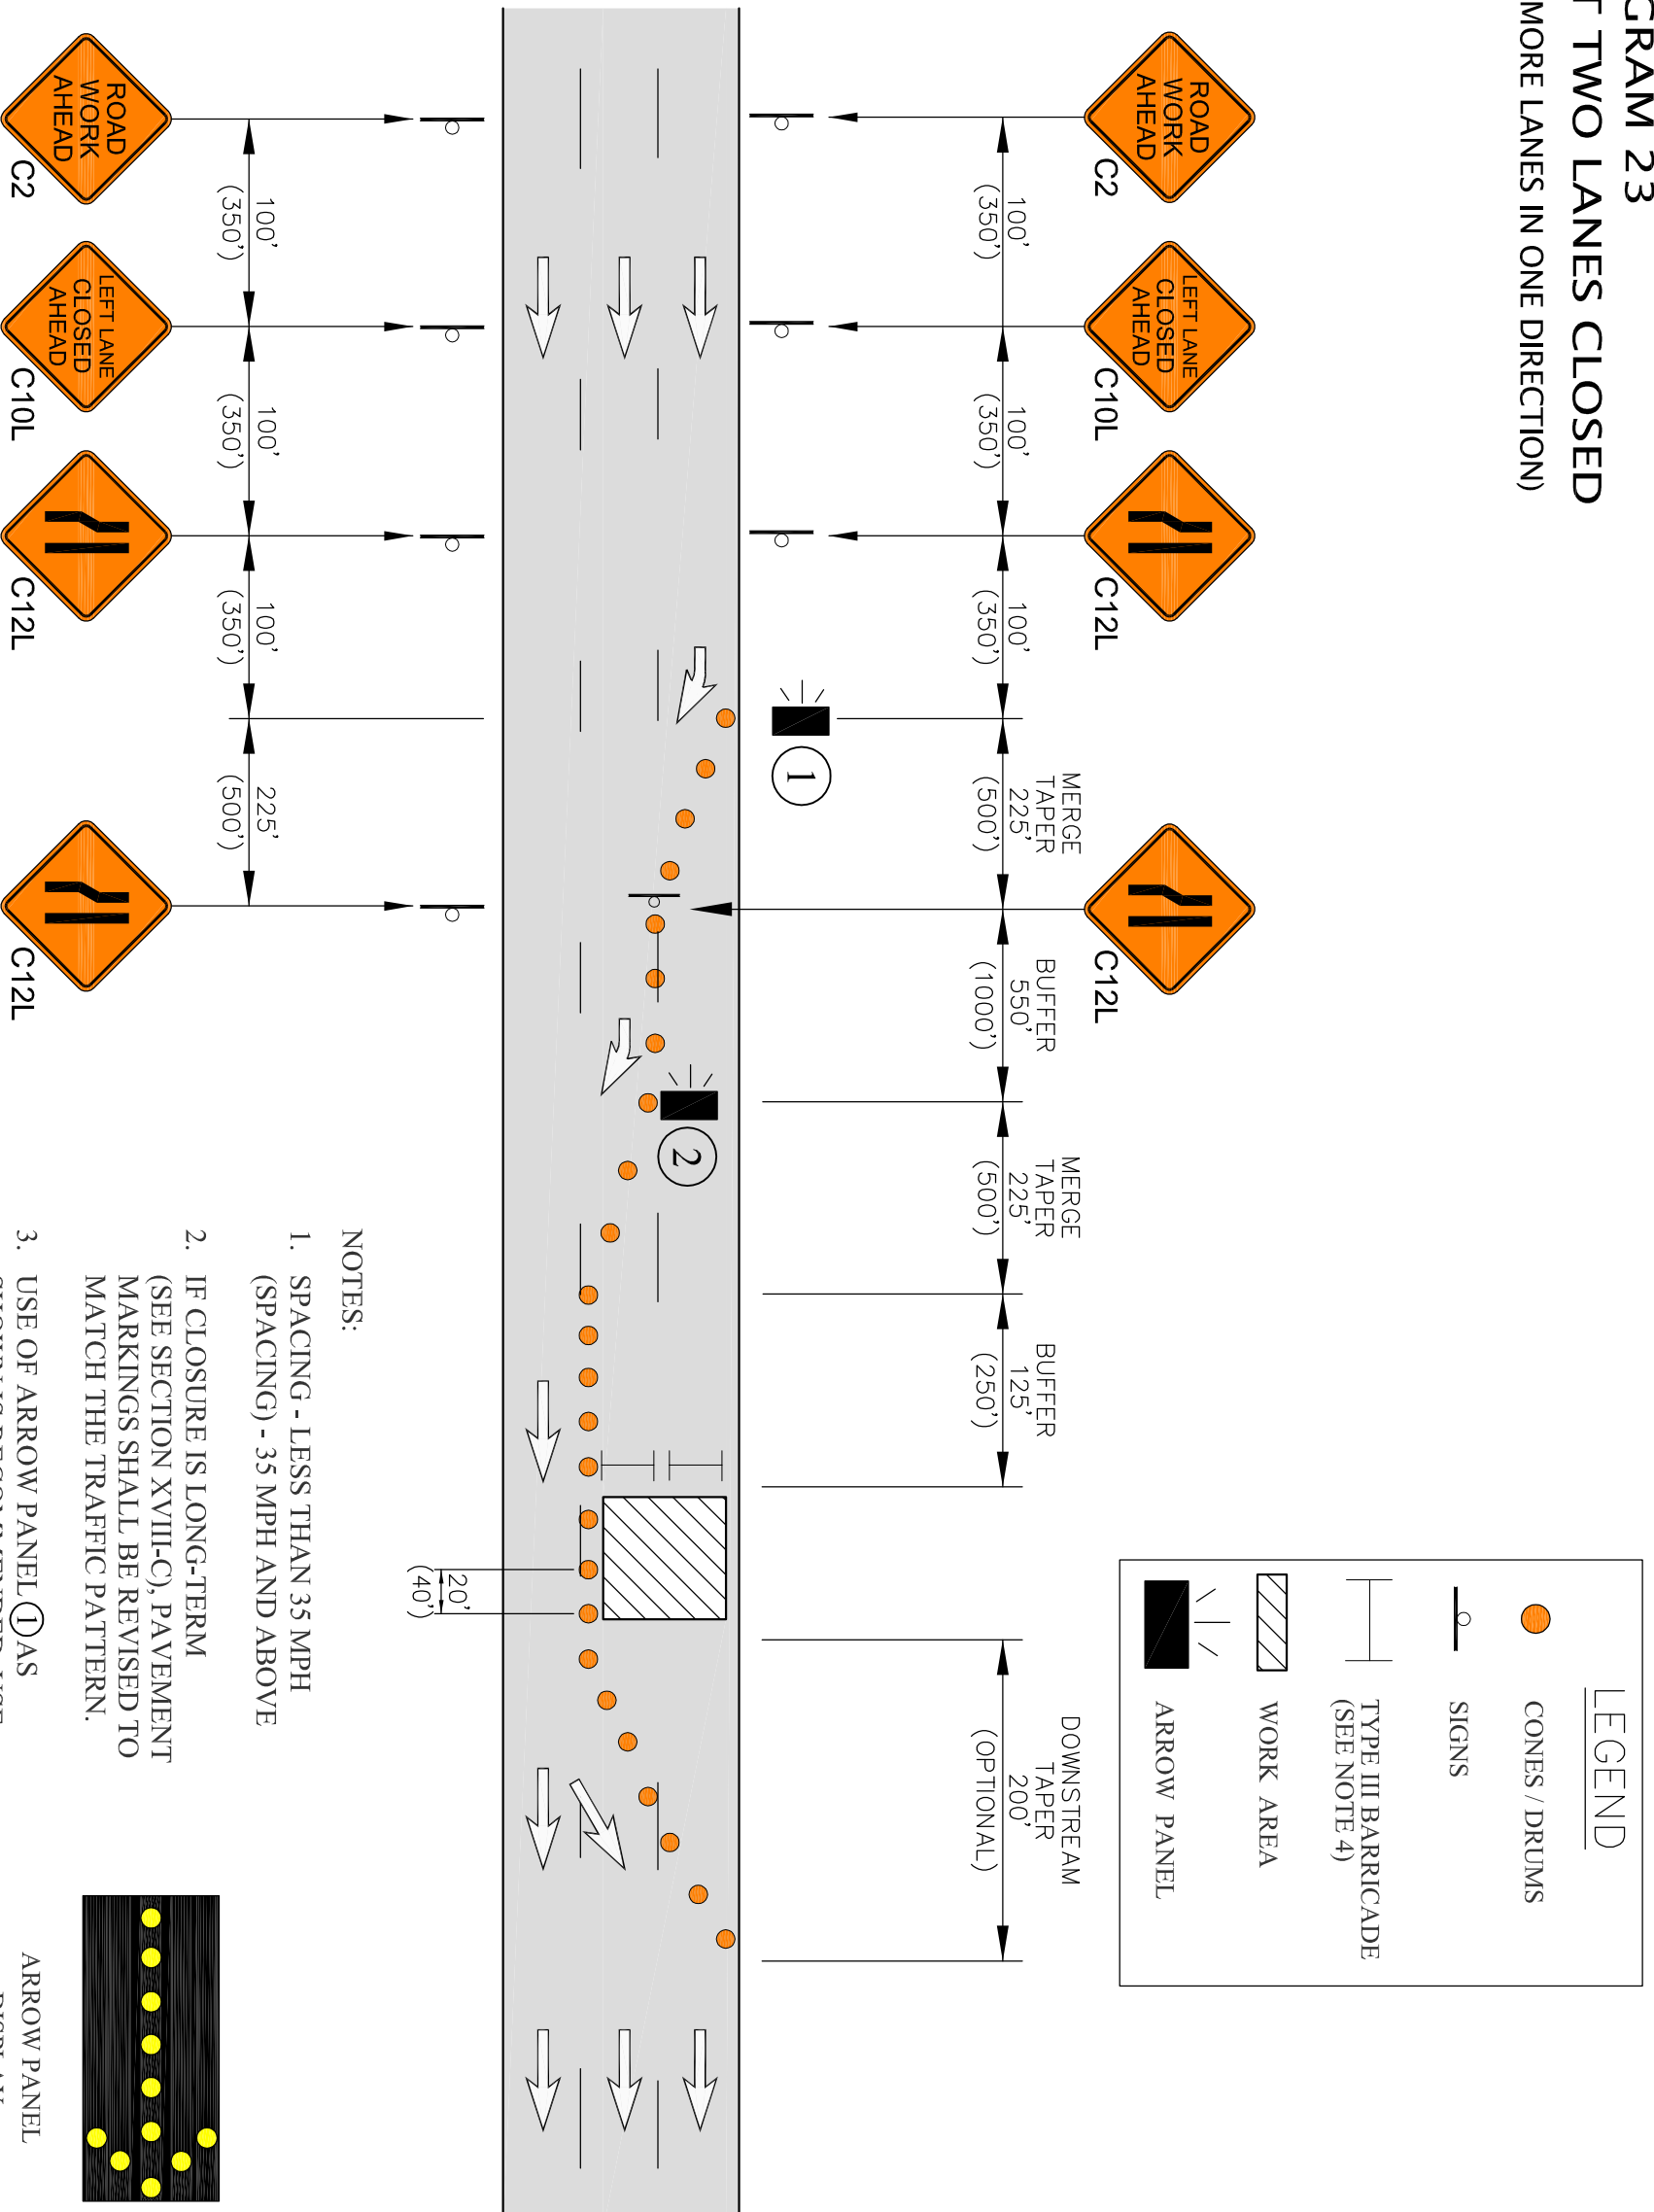 GRAM 23
T TWO LANES CLOSED
MORE LANES IN ONE DIRECTION)
LEGEND
CONES / DRUMS
SIGNS
TYPE III BARRICADE
(SEE NOTE 4)
WORK AREA
ARROW PANEL
ROAD
WORK
AHEAD
C2
LEFT LANE
CLOSED
AHEAD
C10L
C12L
C12L
100'
(350')
100'
(350')
100'
(350')
MERGE
TAPER
225'
(500')
BUFFER
550'
(1000')
MERGE
TAPER
225'
(500')
BUFFER
125'
(250')
DOWNSTREAM
TAPER
200'
(OPTIONAL)
1
2
20'
(40')
100'
(350')
100'
(350')
100'
(350')
225'
(500')
ROAD
WORK
AHEAD
C2
LEFT LANE
CLOSED
AHEAD
C10L
C12L
C12L
NOTES:
1. SPACING - LESS THAN 35 MPH
(SPACING) - 35 MPH AND ABOVE
2. IF CLOSURE IS LONG-TERM
(SEE SECTION XVIII-C), PAVEMENT
MARKINGS SHALL BE REVISED TO
MATCH THE TRAFFIC PATTERN.
3. USE OF ARROW PANEL 1 AS
ARROW PANEL